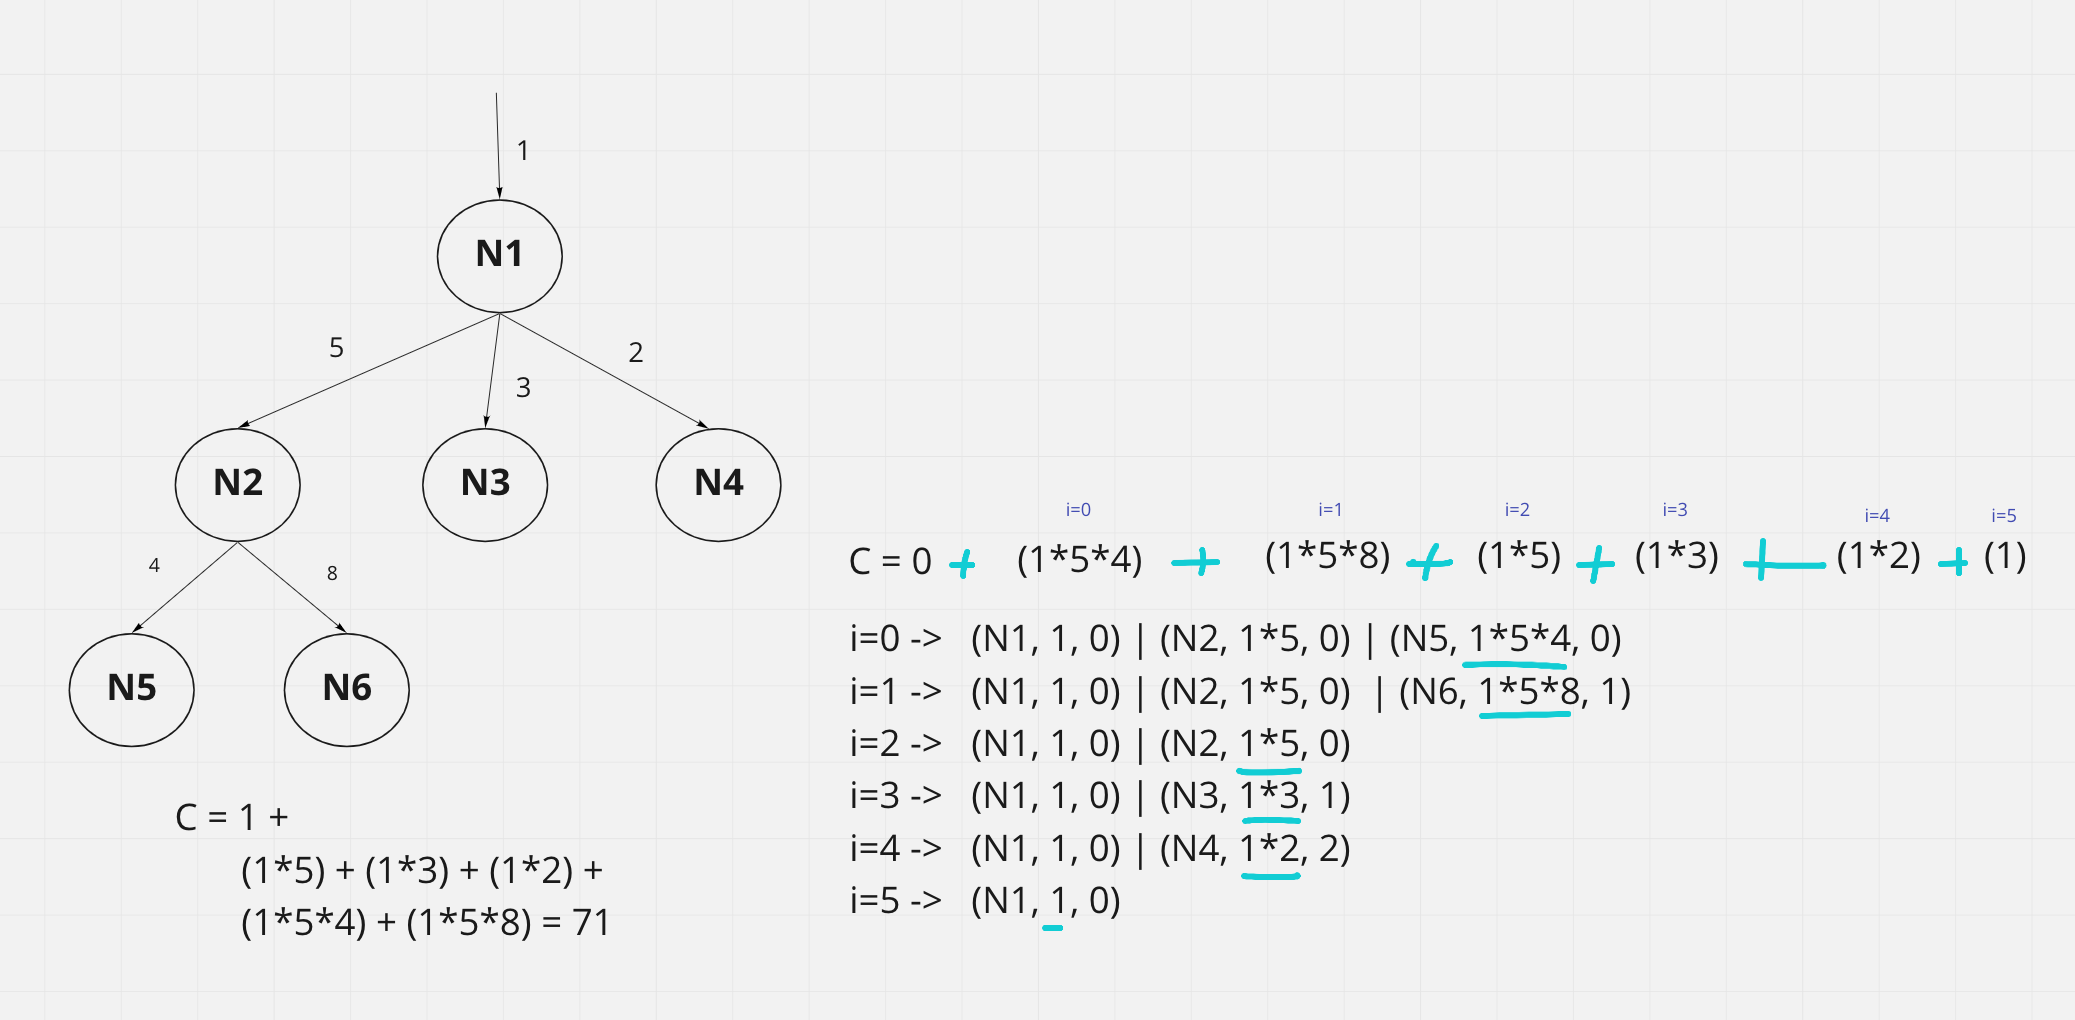 1
N1
5
2
3
N2
N3
N4
4
8
N5
N6
C = 1 +
(1*5) + (1*3) + (1*2) +
(1*5*4) + (1*5*8) = 71
i=0 i=1 i=2 i=3 i=4 i=5
C = 0 + (1*5*4) + (1*5*8) + (1*5) + (1*3) + (1*2) + (1)
i=0 -> (N1, 1, 0) | (N2, 1*5, 0) | (N5, 1*5*4, 0)
i=1 -> (N1, 1, 0) | (N2, 1*5, 0) | (N6, 1*5*8, 1)
i=2 -> (N1, 1, 0) | (N2, 1*5, 0)
i=3 -> (N1, 1, 0) | (N3, 1*3, 1)
i=4 -> (N1, 1, 0) | (N4, 1*2, 2)
i=5 -> (N1, 1, 0)